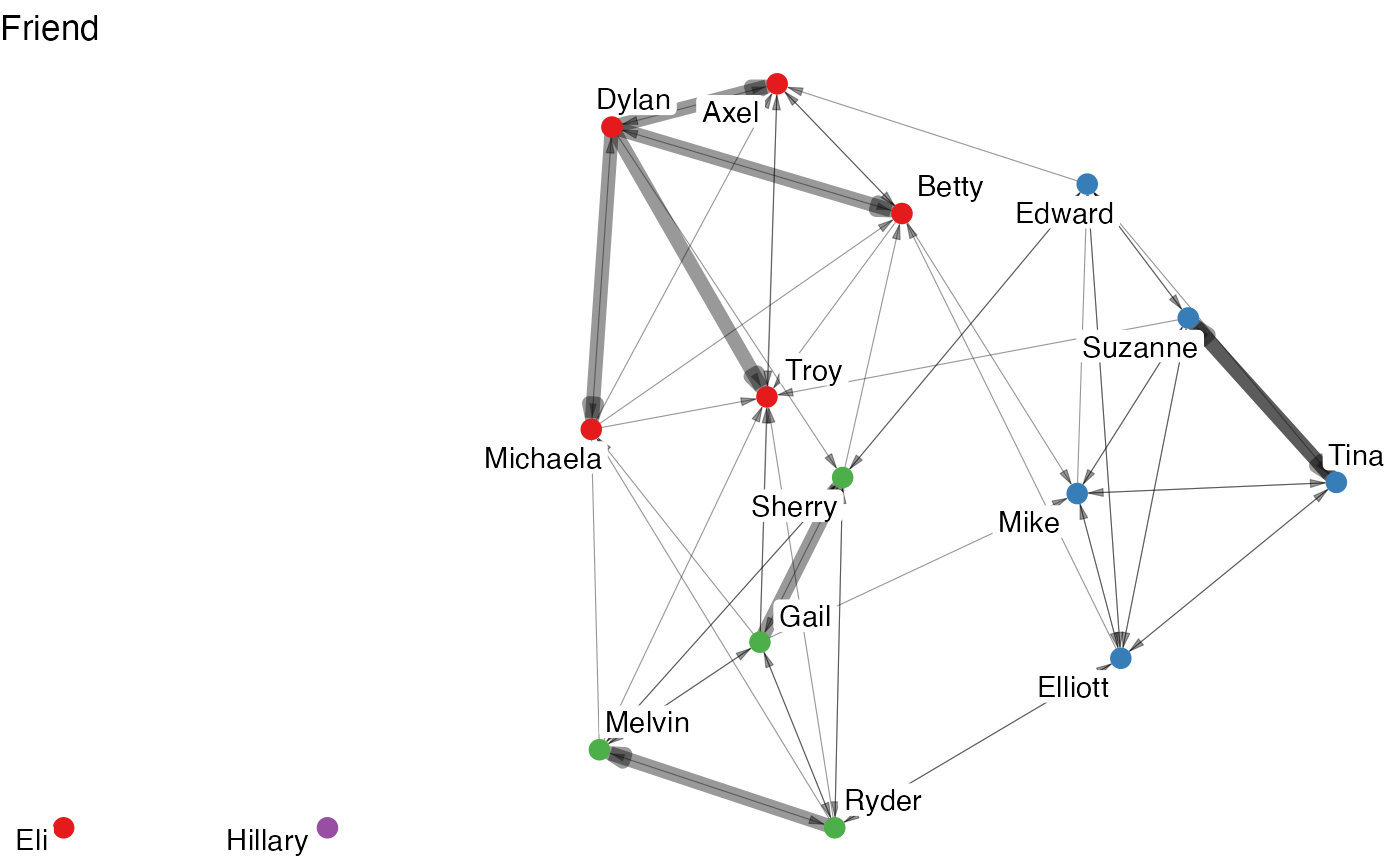 Friend
Dylan
Axel
Betty
Edward
Suzanne
Troy
Michaela
Tina
Sherry
Mike
Gail
Elliott
Melvin
Ryder
Eli
Hillary